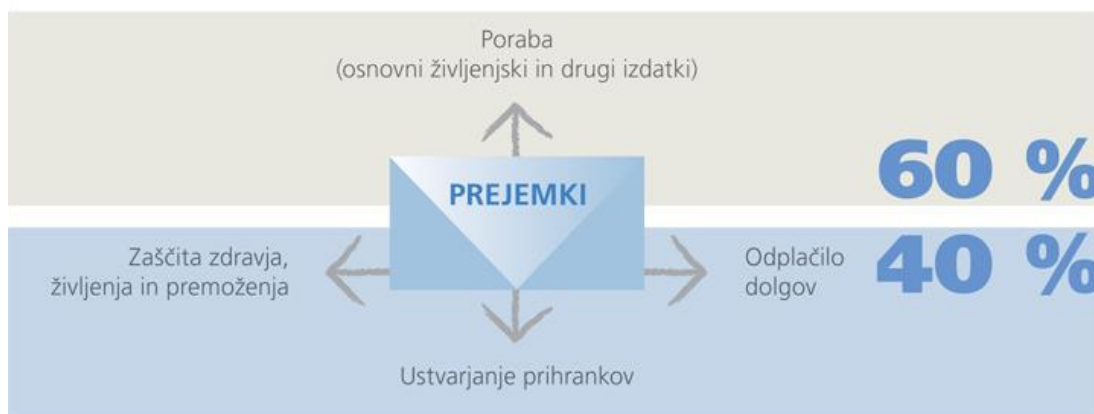 Poraba
(osnovni življenjski in drugi izdatki)
60 %
PREJEMKI
Zaščita zdravja,
življenja in premoženja
Odplačilo
dolgov
40 %
Ustvarjanje prihrankov